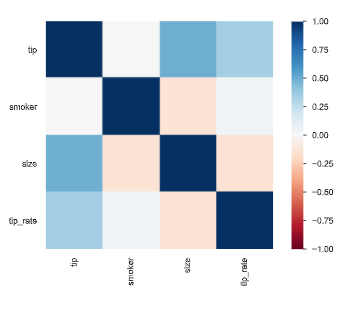 tip
smoker
size
tip_rate
tip
smoker
size
tip_rate
1.00
0.75
0.50
0.25
0.00
−0.25
−0.50
−0.75
−1.00